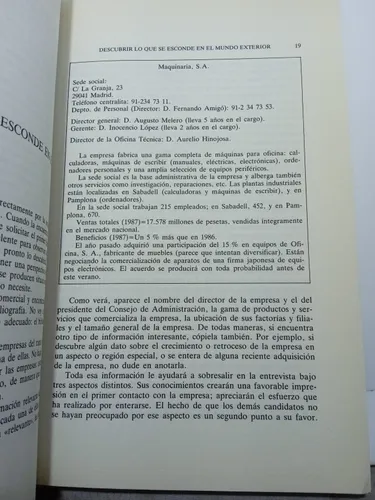 DESCUBRIR LO QUE SE ESCONDE EN EL MUNDO EXTERIOR 19
Maquinaria, S.A.
Sede social:
C/ La Granja, 23
29041 Madrid.
Teléfono centralita: 91-234 73 11.
Depto. de Personal (Director: D. Fernando Amigó): 91-2 34 73 53.
Director general: D. Augusto Melero (lleva 5 años en el cargo).
Gerente: D. Inocencio López (lleva 2 años en el cargo).
Director de la Oficina Técnica: D. Aurelio Hinojosa.
La empresa fabrica una gama completa de máquinas para oficina: cal-
culadoras, máquinas de escribir (manuales, eléctricas, electrónicas), orde-
nadores personales y una amplia selección de equipos periféricos.
La sede social es la base administrativa de la empresa y alberga también
otros servicios como investigación, reparaciones, etc. Las plantas industriales
están localizadas en Sabadell (calculadoras y máquinas de escribir), y en
Pamplona (ordenadores).
En la sede social trabajan 215 empleados; en Sabadell, 452, y en Pam-
plona, 670.
Ventas totales (1987)=17.578 millones de pesetas, vendidas íntegramente
en el mercado nacional.
Beneficios (1987)=Un 5 % más que en 1986.
El año pasado adquirió una participación del 15 % en equipos de Ofi-
cina, S. A., fabricante de muebles (parece que intentan diversificar). Están
negociando la comercialización de aparatos de una firma japonesa de equi-
pos electrónicos. El acuerdo se producirá con toda probabilidad antes de
este verano.
Como verá, aparece el nombre del director de la empresa y el del
presidente del Consejo de Administración, la gama de productos y ser-
vicios que comercializa la empresa, la ubicación de sus factorías y filia-
les y el tamaño general de la empresa. De todas maneras, si encuentra
otro tipo de información interesante, cópiela también. Por ejemplo, si
descubre algún dato sobre el crecimiento o retroceso de la empresa en
un aspecto o región especial, o se entera de alguna reciente adquisición
de la empresa, no dude en anotarla.
Toda esa información le ayudará a sobresalir en la entrevista bajo
tres aspectos distintos. Sus conocimientos crearán una favorable impre-
sión en el primer contacto con la empresa; apreciarán el esfuerzo que
ha realizado por enterarse. El hecho de que los demás candidatos no
se hayan preocupado por ese aspecto es un segundo punto a su favor.